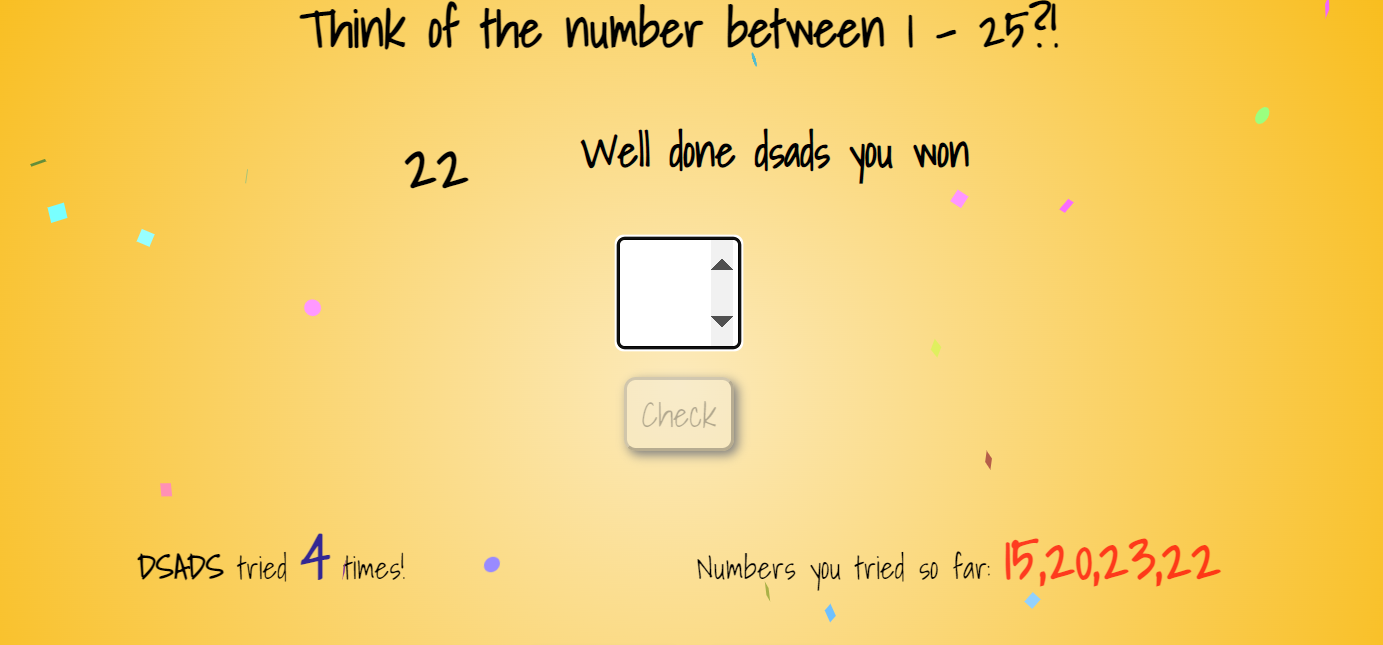 Think of the number between 1 - 25?!
22
Well done dsads you won
Check
DSADS tried 4 times!
Numbers you tried so far: 15,20,23,22